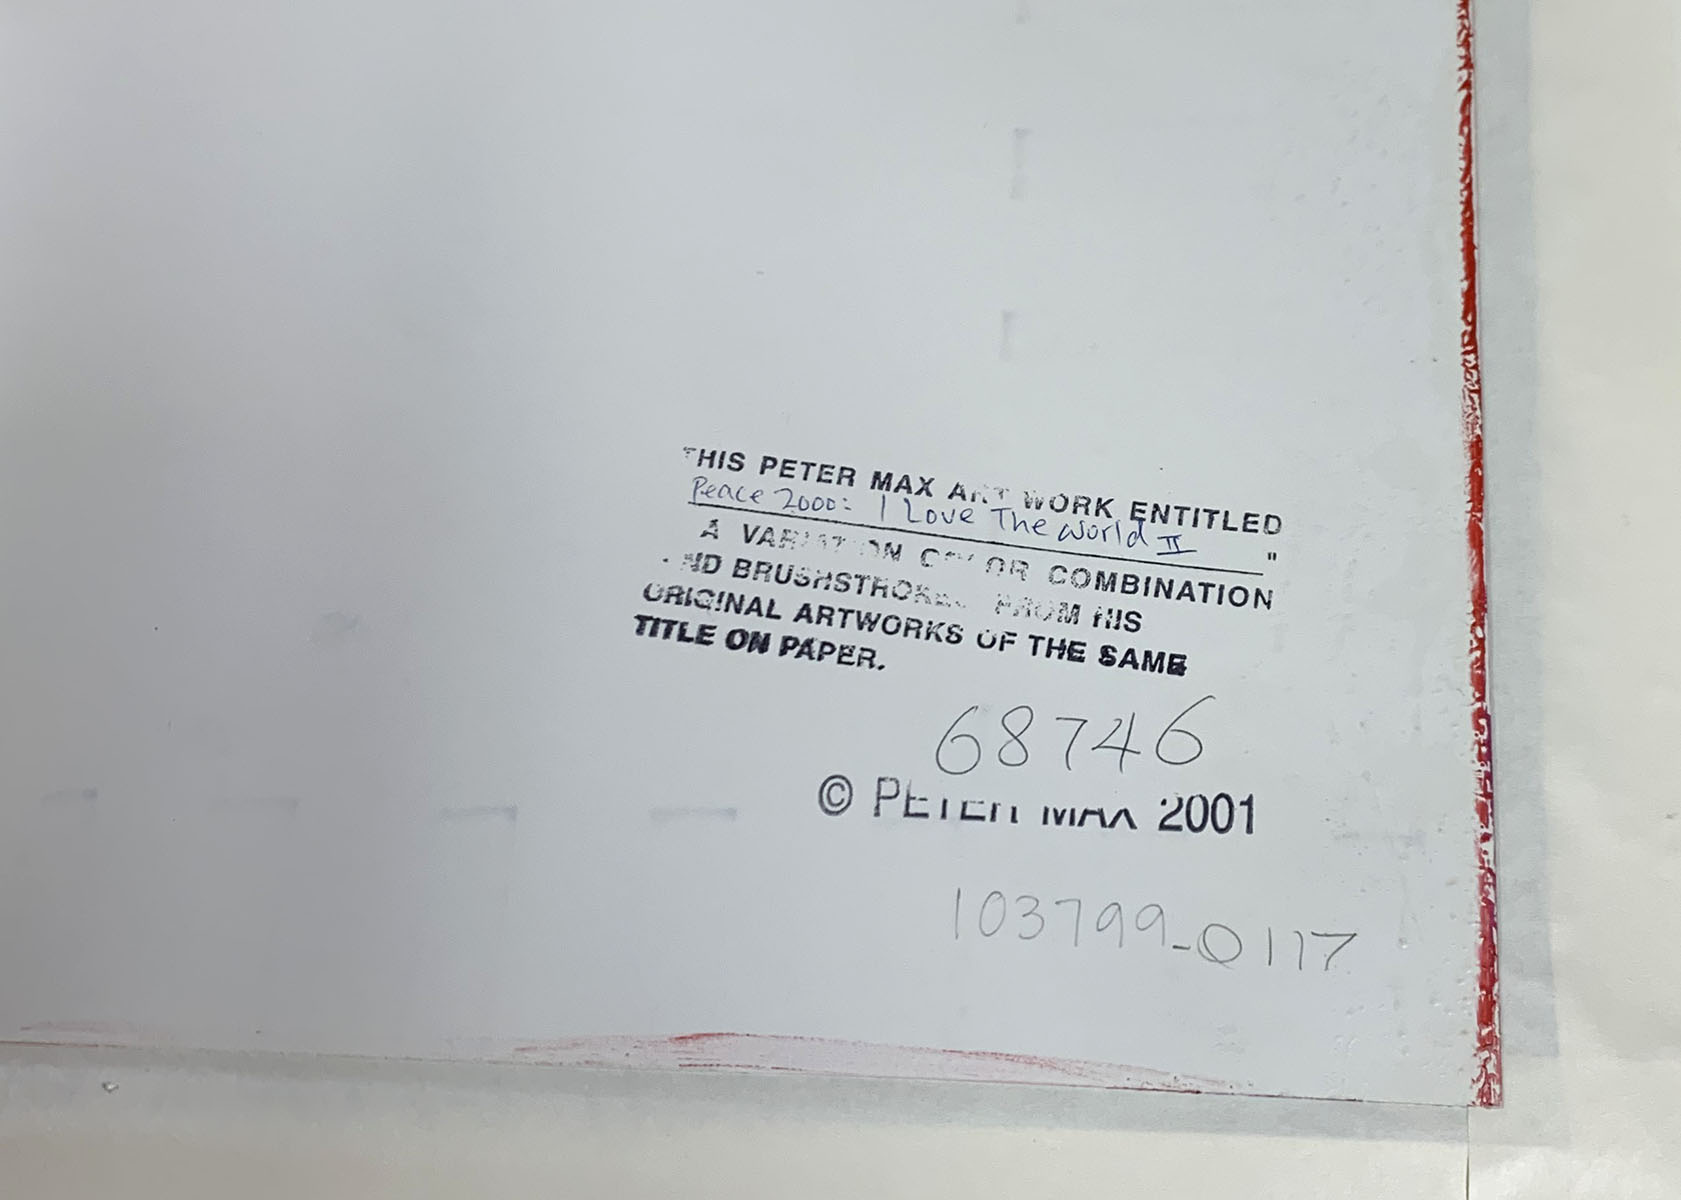 THIS PETER MAX ART WORK ENTITLED
Peace 2000: I Love The World II "
A VARIATION COLOR COMBINATION
AND BRUSHSTROKES FROM HIS
ORIGINAL ARTWORKS OF THE SAME
TITLE ON PAPER.
68746
© PETER MAX 2001
103799-0117